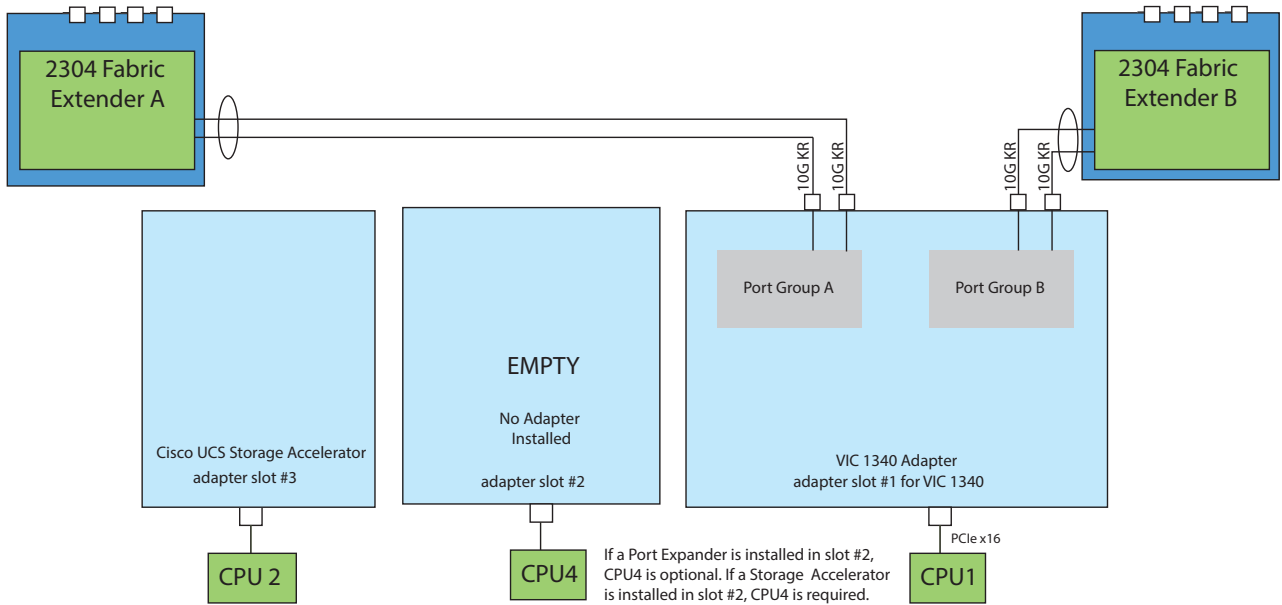 2304 Fabric
Extender A
2304 Fabric
Extender B
10G KR
10G KR
10G KR
10G KR
Port Group A
Port Group B
EMPTY
No Adapter
Installed
adapter slot #2
Cisco UCS Storage Accelerator
adapter slot #3
VIC 1340 Adapter
adapter slot #1 for VIC 1340
PCIe x16
CPU 2
CPU4
If a Port Expander is installed in slot #2,
CPU4 is optional. If a Storage Accelerator
is installed in slot #2, CPU4 is required.
CPU1